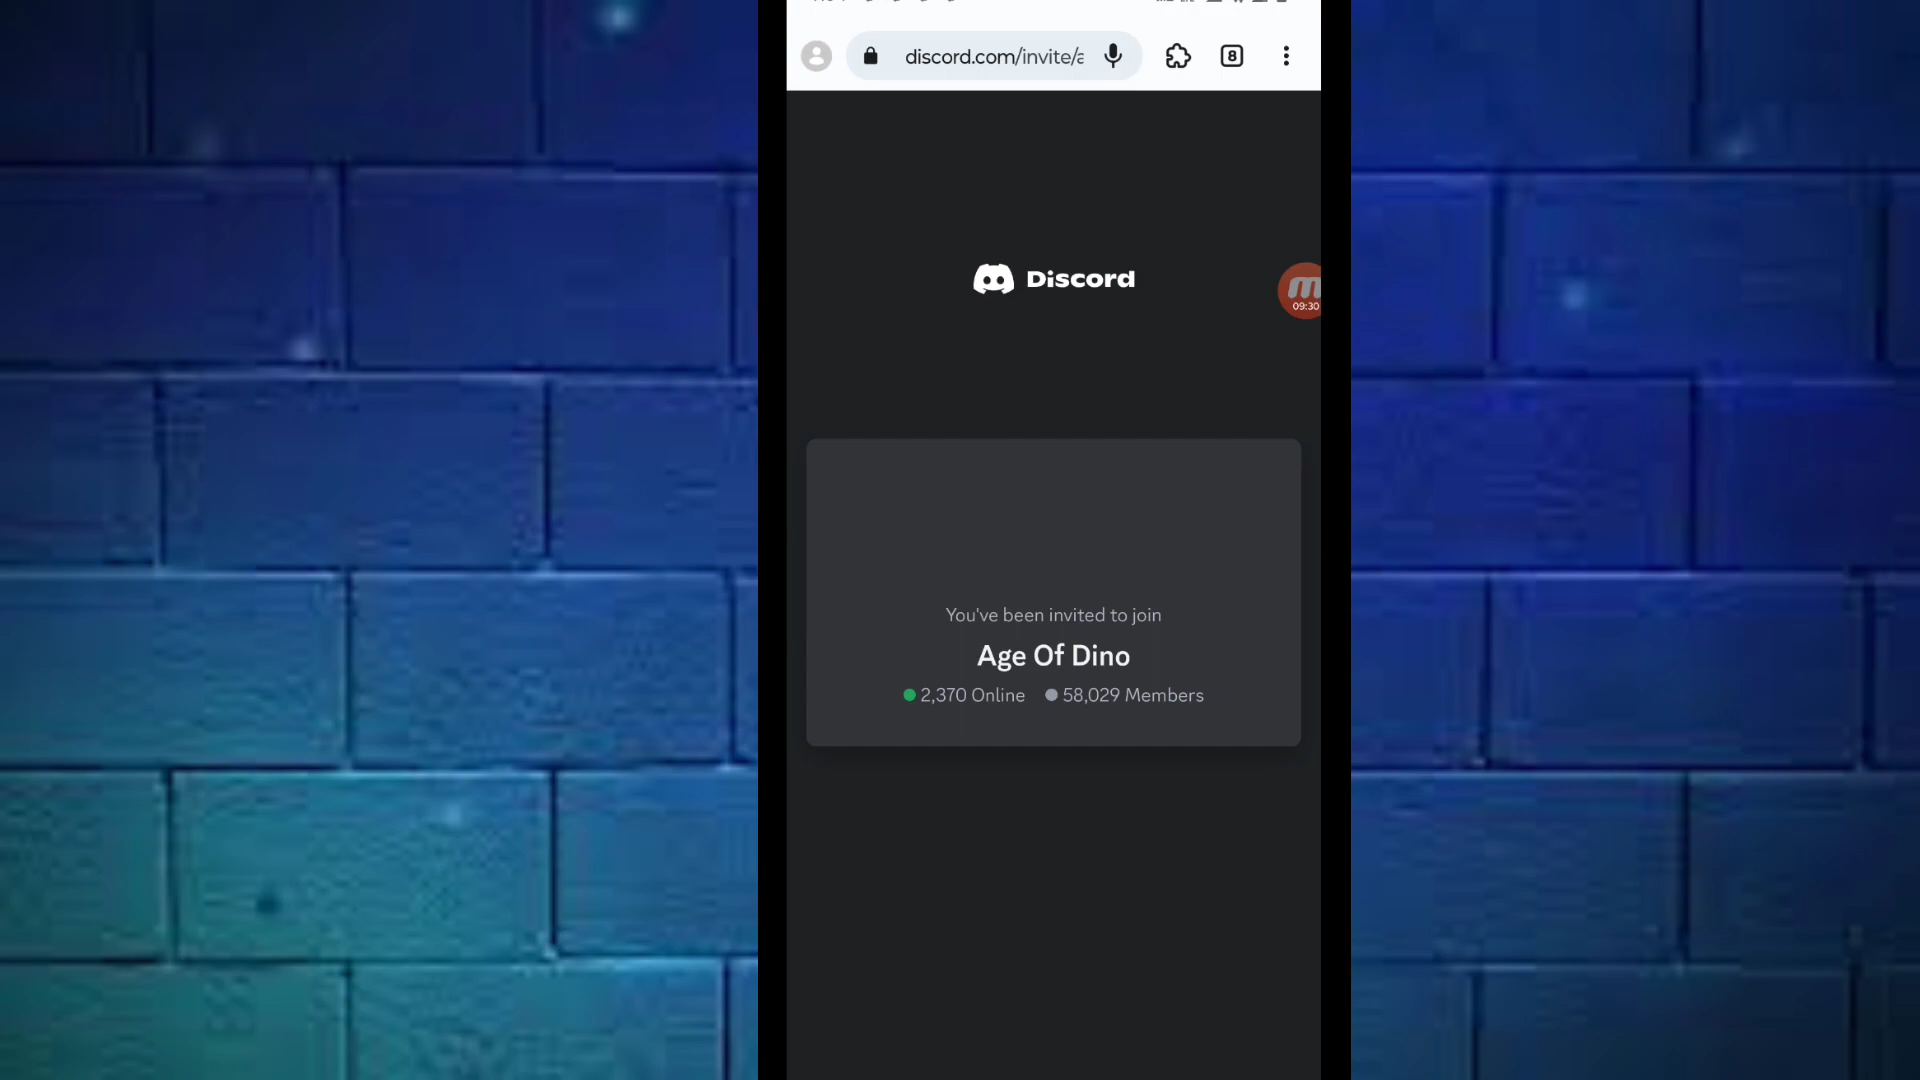 discord.com/invite/
8
Discord
m
09:30
You've been invited to join
Age Of Dino
2,370 Online 58,029 Members